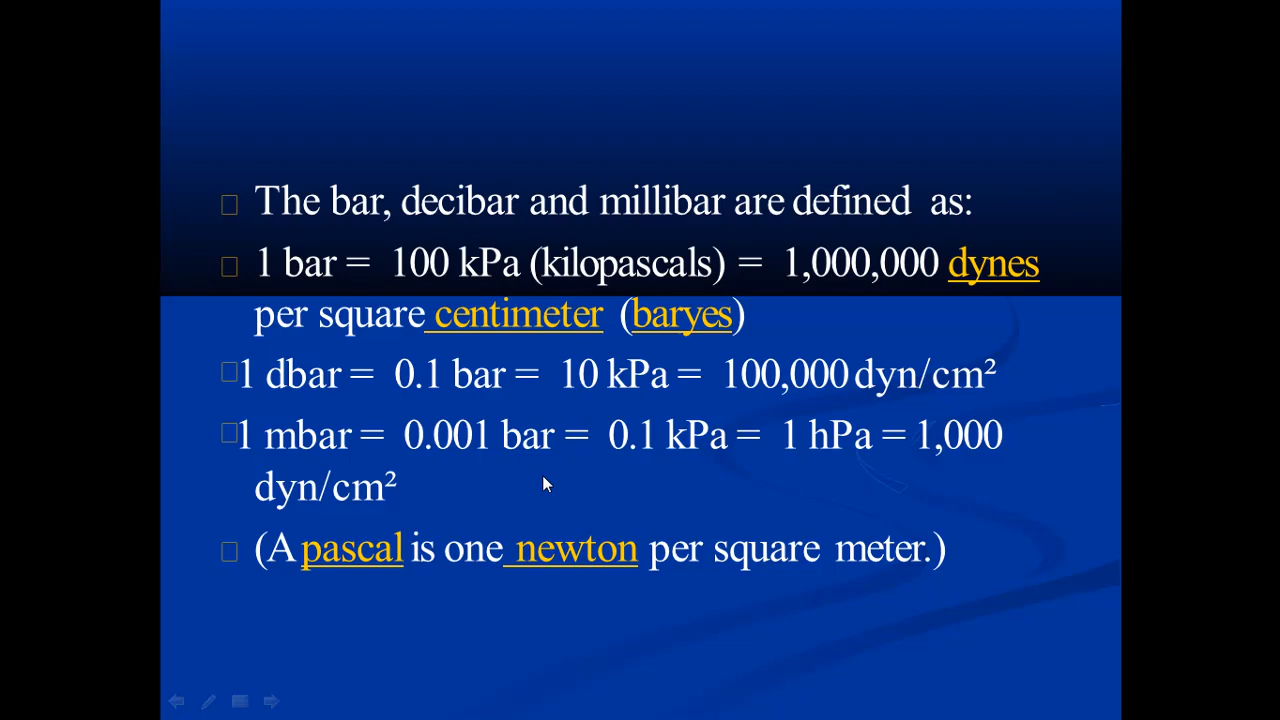 The bar, decibar and millibar are defined as:
1 bar = 100 kPa (kilopascals) = 1,000,000 dynes
per square centimeter (baryes)
1 dbar = 0.1 bar = 10 kPa = 100,000 dyn/cm²
1 mbar = 0.001 bar = 0.1 kPa = 1 hPa = 1,000
dyn/cm²
(A pascal is one newton per square meter.)